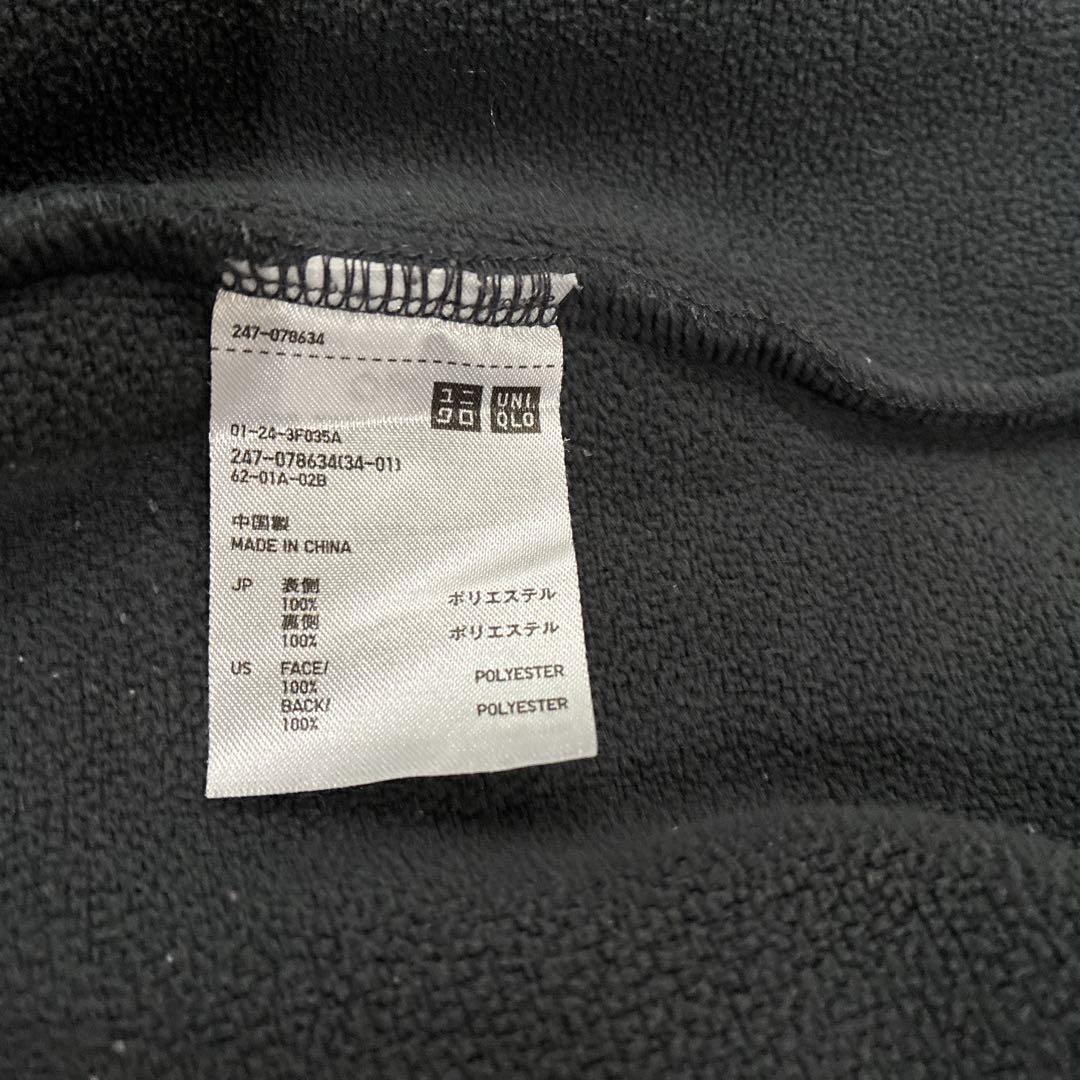 247-078634
ユニ UNI
クロ QLO
01-24-3F035A
247-078634(34-01)
62-01A-02B
中国製
MADE IN CHINA
JP 表側
100% ポリエステル
裏側
100% ポリエステル
US FACE/
100% POLYESTER
BACK/
100% POLYESTER